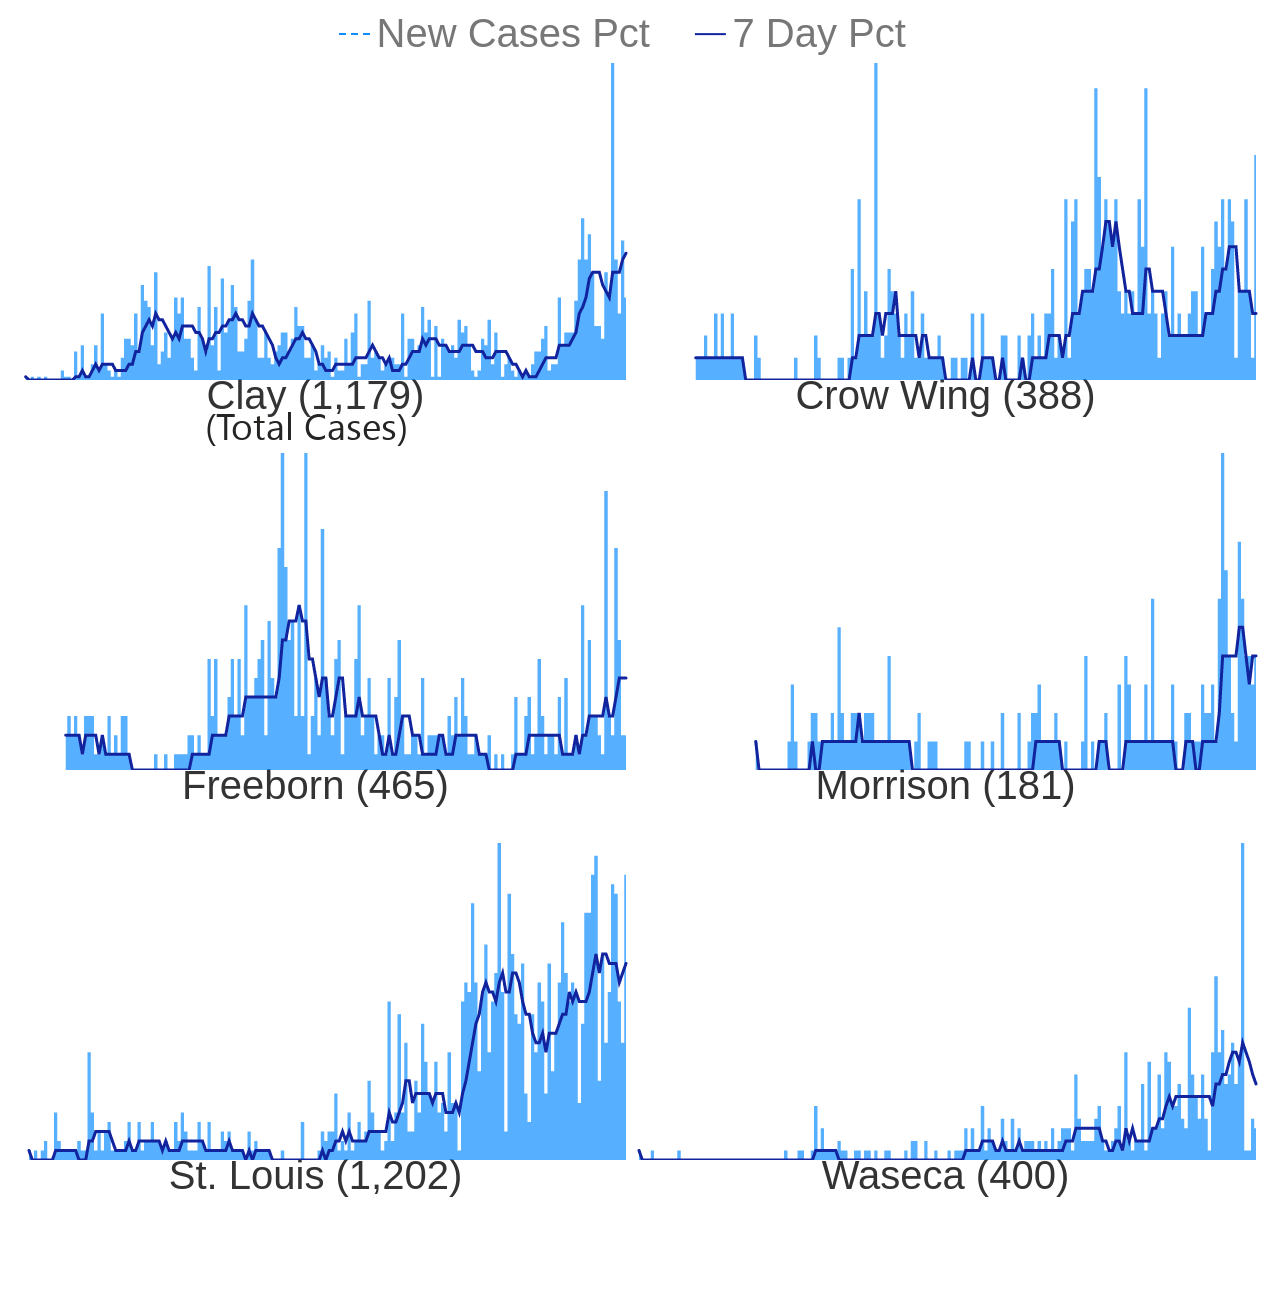 New Cases Pct 7 Day Pct
Clay (1,179) Crow Wing (388)
(Total Cases)
Freeborn (465) Morrison (181)
St. Louis (1,202) Waseca (400)